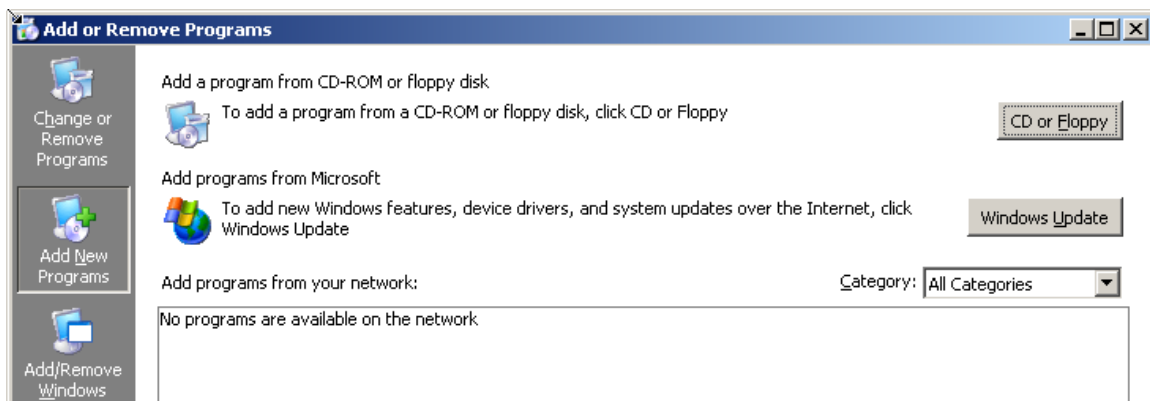 Add or Remove Programs
Change or
Remove
Programs
Add New
Programs
Add/Remove
Windows
Add a program from CD-ROM or floppy disk
To add a program from a CD-ROM or floppy disk, click CD or Floppy
CD or Floppy
Add programs from Microsoft
To add new Windows features, device drivers, and system updates over the Internet, click
Windows Update
Windows Update
Add programs from your network:
Category:
All Categories
No programs are available on the network